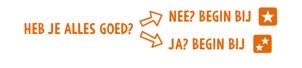 NEE? BEGIN BIJ
HEB JE ALLES GOED?
JA? BEGIN BIJ